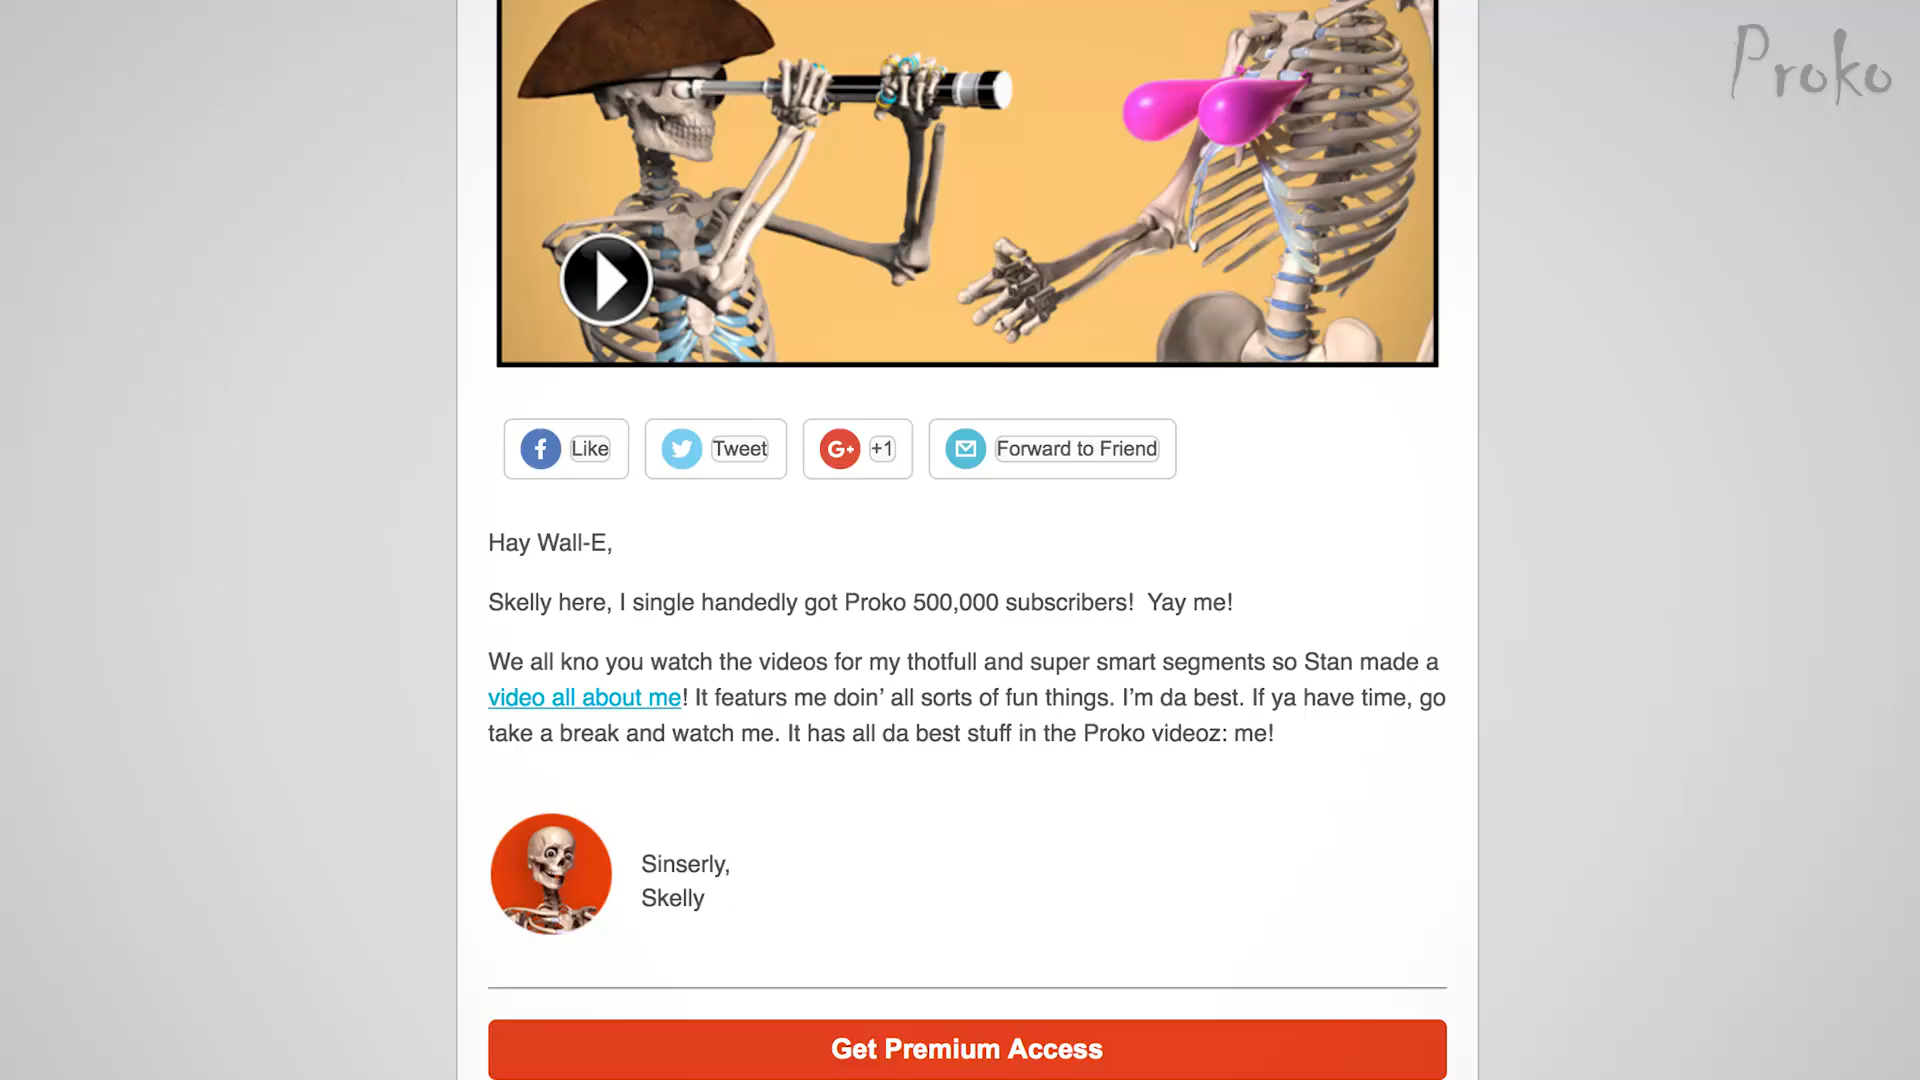 Proko
Like
Tweet
G+ +1
Forward to Friend
Hay Wall-E,
Skelly here, I single handedly got Proko 500,000 subscribers! Yay me!
We all kno you watch the videos for my thotfull and super smart segments so Stan made a
video all about me! It featurs me doin’ all sorts of fun things. I’m da best. If ya have time, go
take a break and watch me. It has all da best stuff in the Proko videoz: me!
Sinserly,
Skelly
Get Premium Access